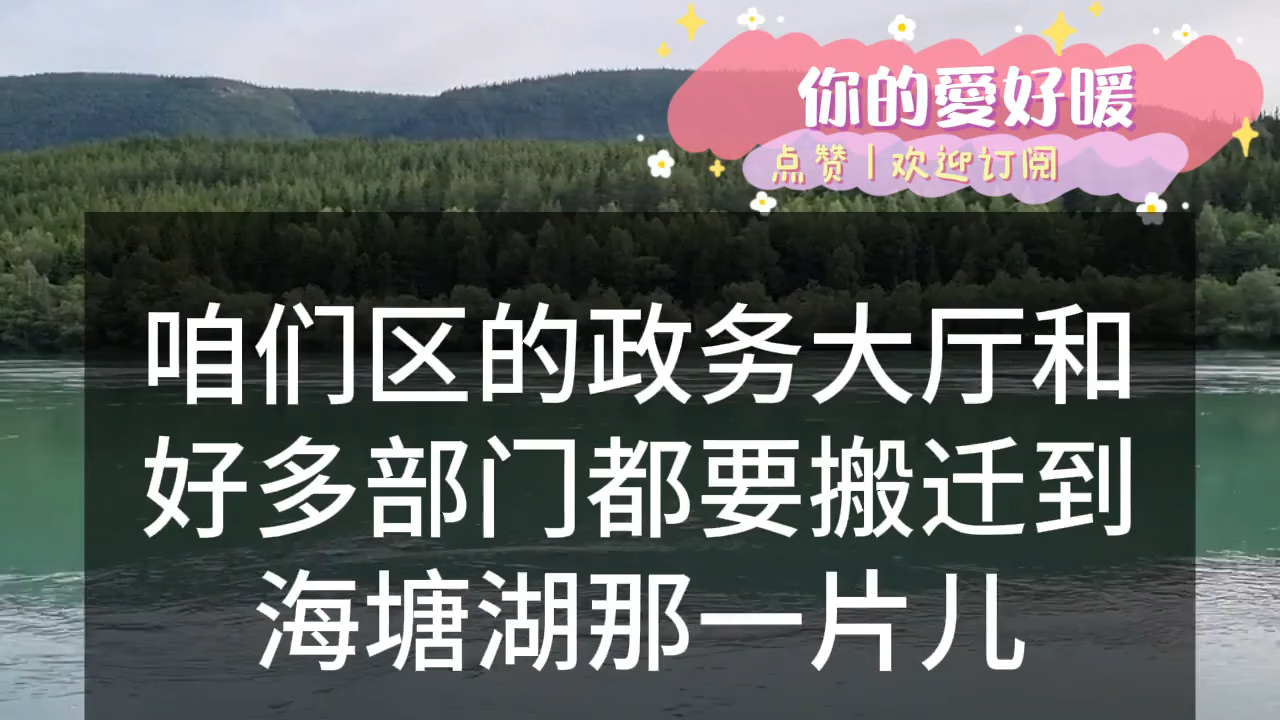 你的愛好暖
点赞 | 欢迎订阅
咱们区的政务大厅和
好多部门都要搬迁到
海塘湖那一片儿